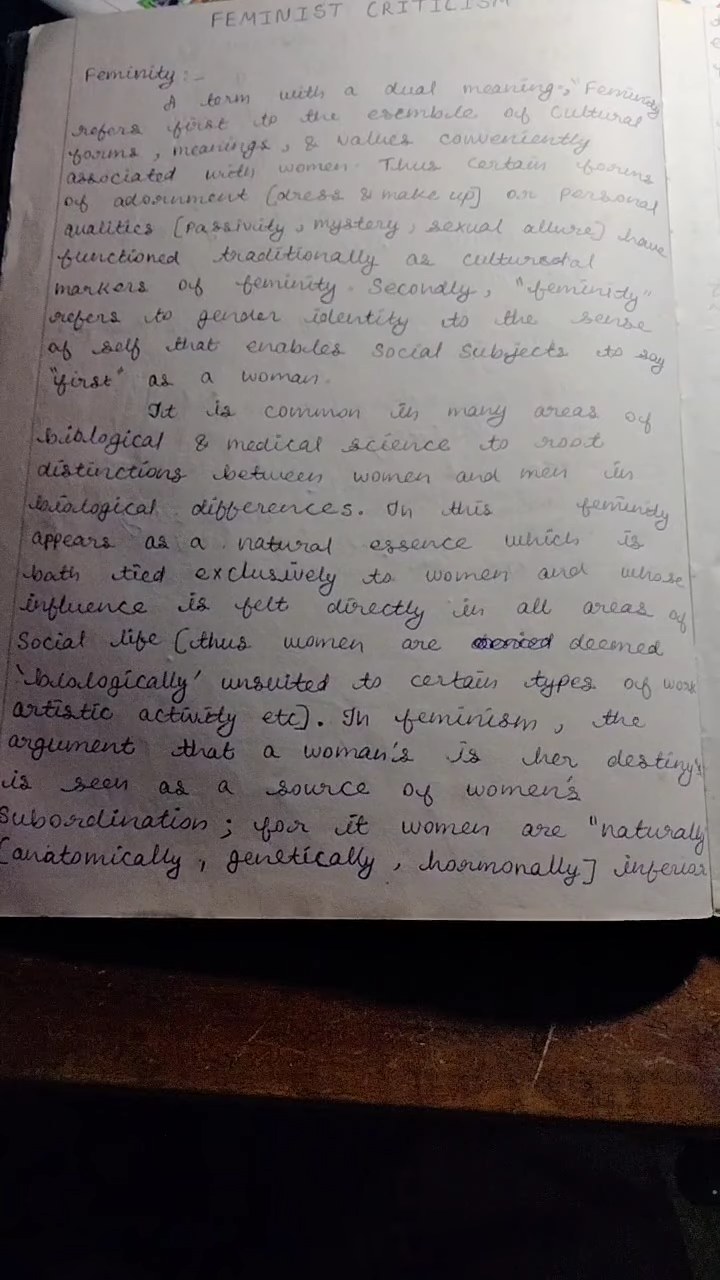 FEMINIST CRITICISM
Feminity :-
A term with a dual meaning, "Feminity
refers first to the esemble of Cultural
forms, meanings, & values conveniently
associated with women. Thus Certain forms
of adornment [dress & make up] or personal
qualities [passivity, mystery, sexual allure] have
functioned traditionally as cultural
markers of feminity. Secondly, "feminity"
refers to gender identity to the sense
of self that enables Social Subjects to say
"first" as a woman.
It is common in many areas of
biological & medical science to root
distinctions between women and men in
biological differences. In this feminity
appears as a natural essence which is
both tied exclusively to women and whose
influence is felt directly in all areas of
Social life [thus women are deemed
'biologically' unsuited to certain types of work
artistic activity etc]. In feminism, the
argument that a woman's is her destiny's
is seen as a source of women's
Subordination; for it women are "naturally
[anatomically, genetically, hormonally] inferior